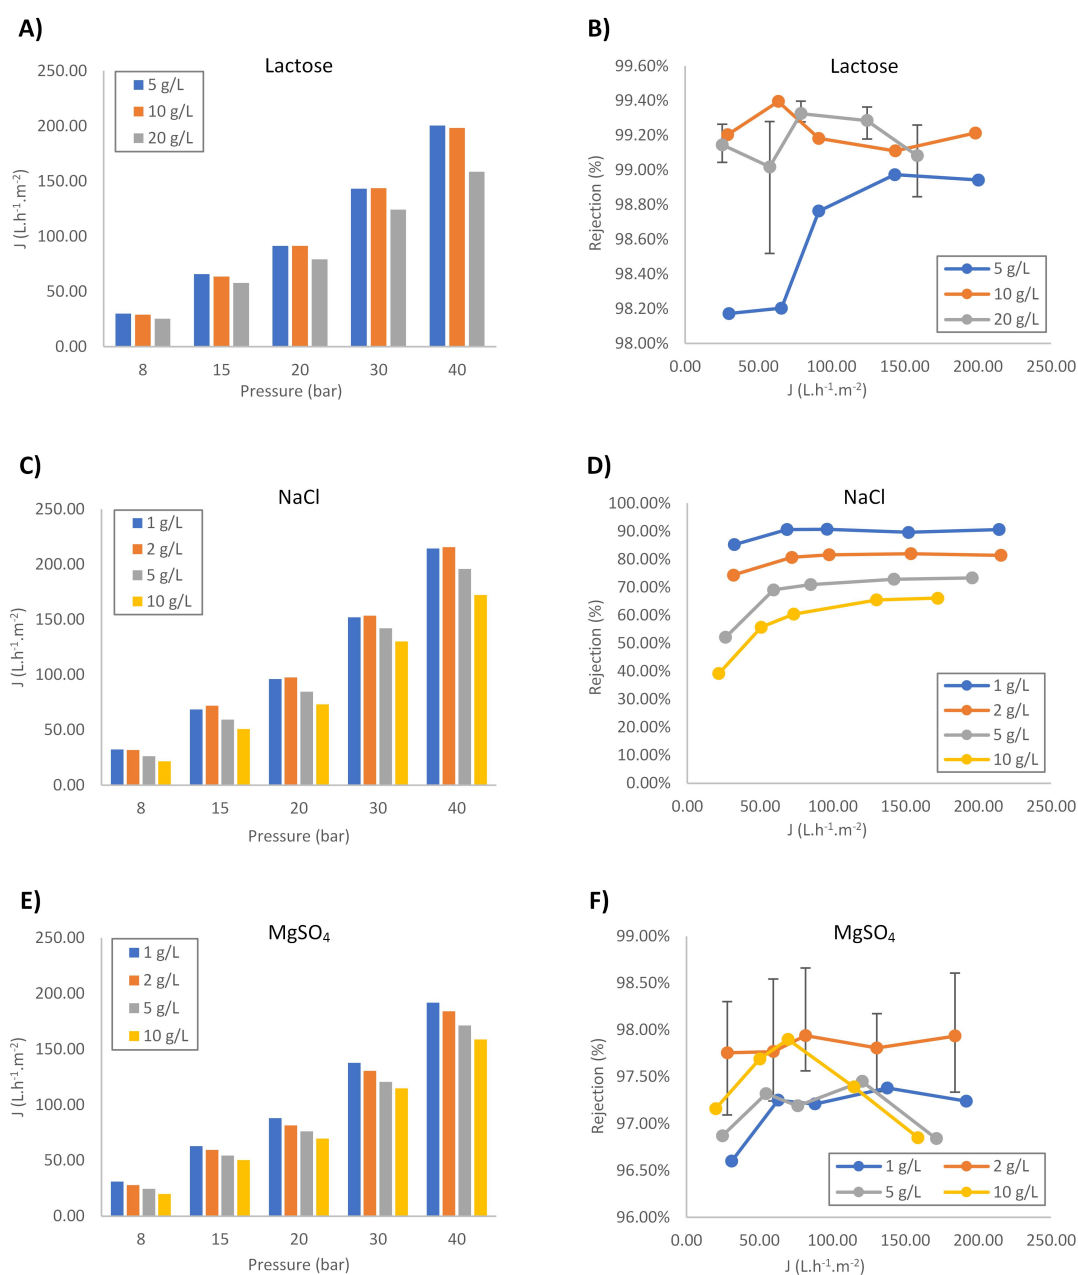 A)
Lactose
250.00
200.00
150.00
100.00
50.00
0.00
J (L.h-1.m-2)
5 g/L
10 g/L
20 g/L
8 15 20 30 40
Pressure (bar)
B)
Lactose
99.60%
99.40%
99.20%
99.00%
98.80%
98.60%
98.40%
98.20%
98.00%
Rejection (%)
5 g/L
10 g/L
20 g/L
0.00 50.00 100.00 150.00 200.00 250.00
J (L.h-1.m-2)
C)
NaCl
250.00
200.00
150.00
100.00
50.00
0.00
J (L.h-1.m-2)
1 g/L
2 g/L
5 g/L
10 g/L
8 15 20 30 40
Pressure (bar)
D)
NaCl
100.00%
90.00%
80.00%
70.00%
60.00%
50.00%
40.00%
30.00%
20.00%
10.00%
0.00%
Rejection (%)
1 g/L
2 g/L
5 g/L
10 g/L
0.00 50.00 100.00 150.00 200.00 250.00
J (L.h-1.m-2)
E)
MgSO4
250.00
200.00
150.00
100.00
50.00
0.00
J (L.h-1.m-2)
1 g/L
2 g/L
5 g/L
10 g/L
8 15 20 30 40
Pressure (bar)
F)
MgSO4
99.00%
98.50%
98.00%
97.50%
97.00%
96.50%
96.00%
Rejection (%)
1 g/L 2 g/L
5 g/L 10 g/L
0.00 50.00 100.00 150.00 200.00 250.00
J (L.h-1.m-2)